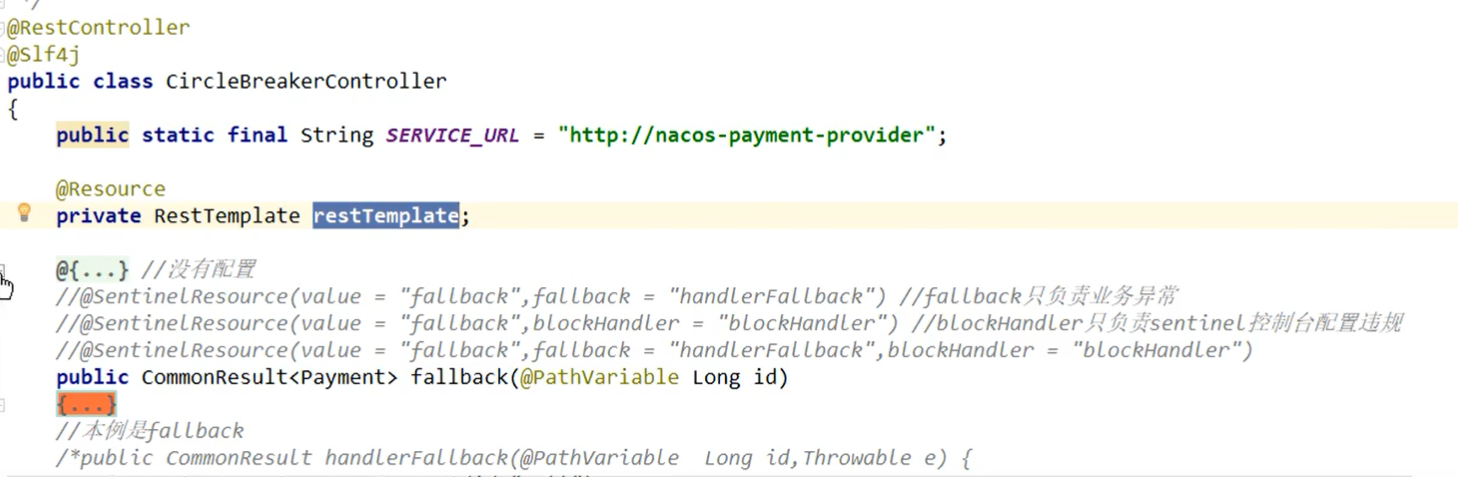 */
@RestController
@Slf4j
public class CircleBreakerController
{
public static final String SERVICE_URL = "http://nacos-payment-provider";
@Resource
private RestTemplate restTemplate;
@{...} //没有配置
//@SentinelResource(value = "fallback",fallback = "handlerFallback") //fallback只负责业务异常
//@SentinelResource(value = "fallback",blockHandler = "blockHandler") //blockHandler只负责sentinel控制台配置违规
//@SentinelResource(value = "fallback",fallback = "handlerFallback",blockHandler = "blockHandler")
public CommonResult<Payment> fallback(@PathVariable Long id)
{...}
//本例是fallback
/*public CommonResult handlerFallback(@PathVariable  Long id,Throwable e) {